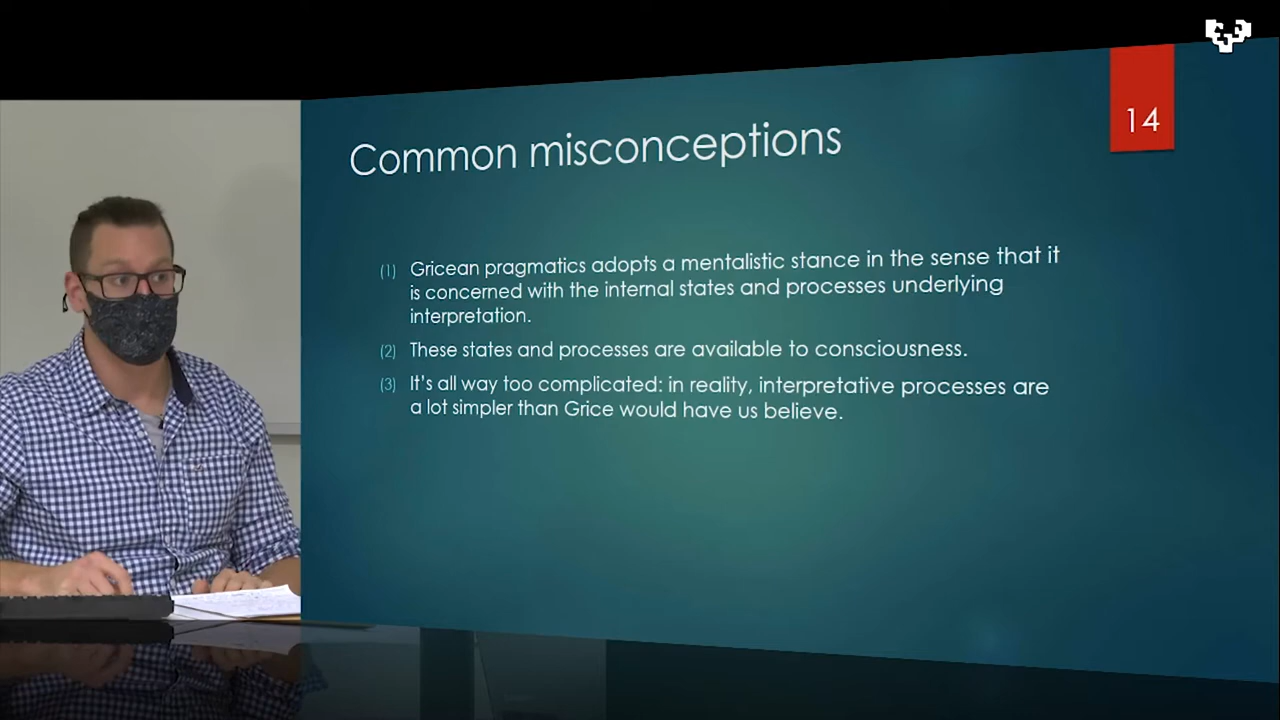 14
Common misconceptions
(1) Gricean pragmatics adopts a mentalistic stance in the sense that it
is concerned with the internal states and processes underlying
interpretation.
(2) These states and processes are available to consciousness.
(3) It's all way too complicated: in reality, interpretative processes are
a lot simpler than Grice would have us believe.